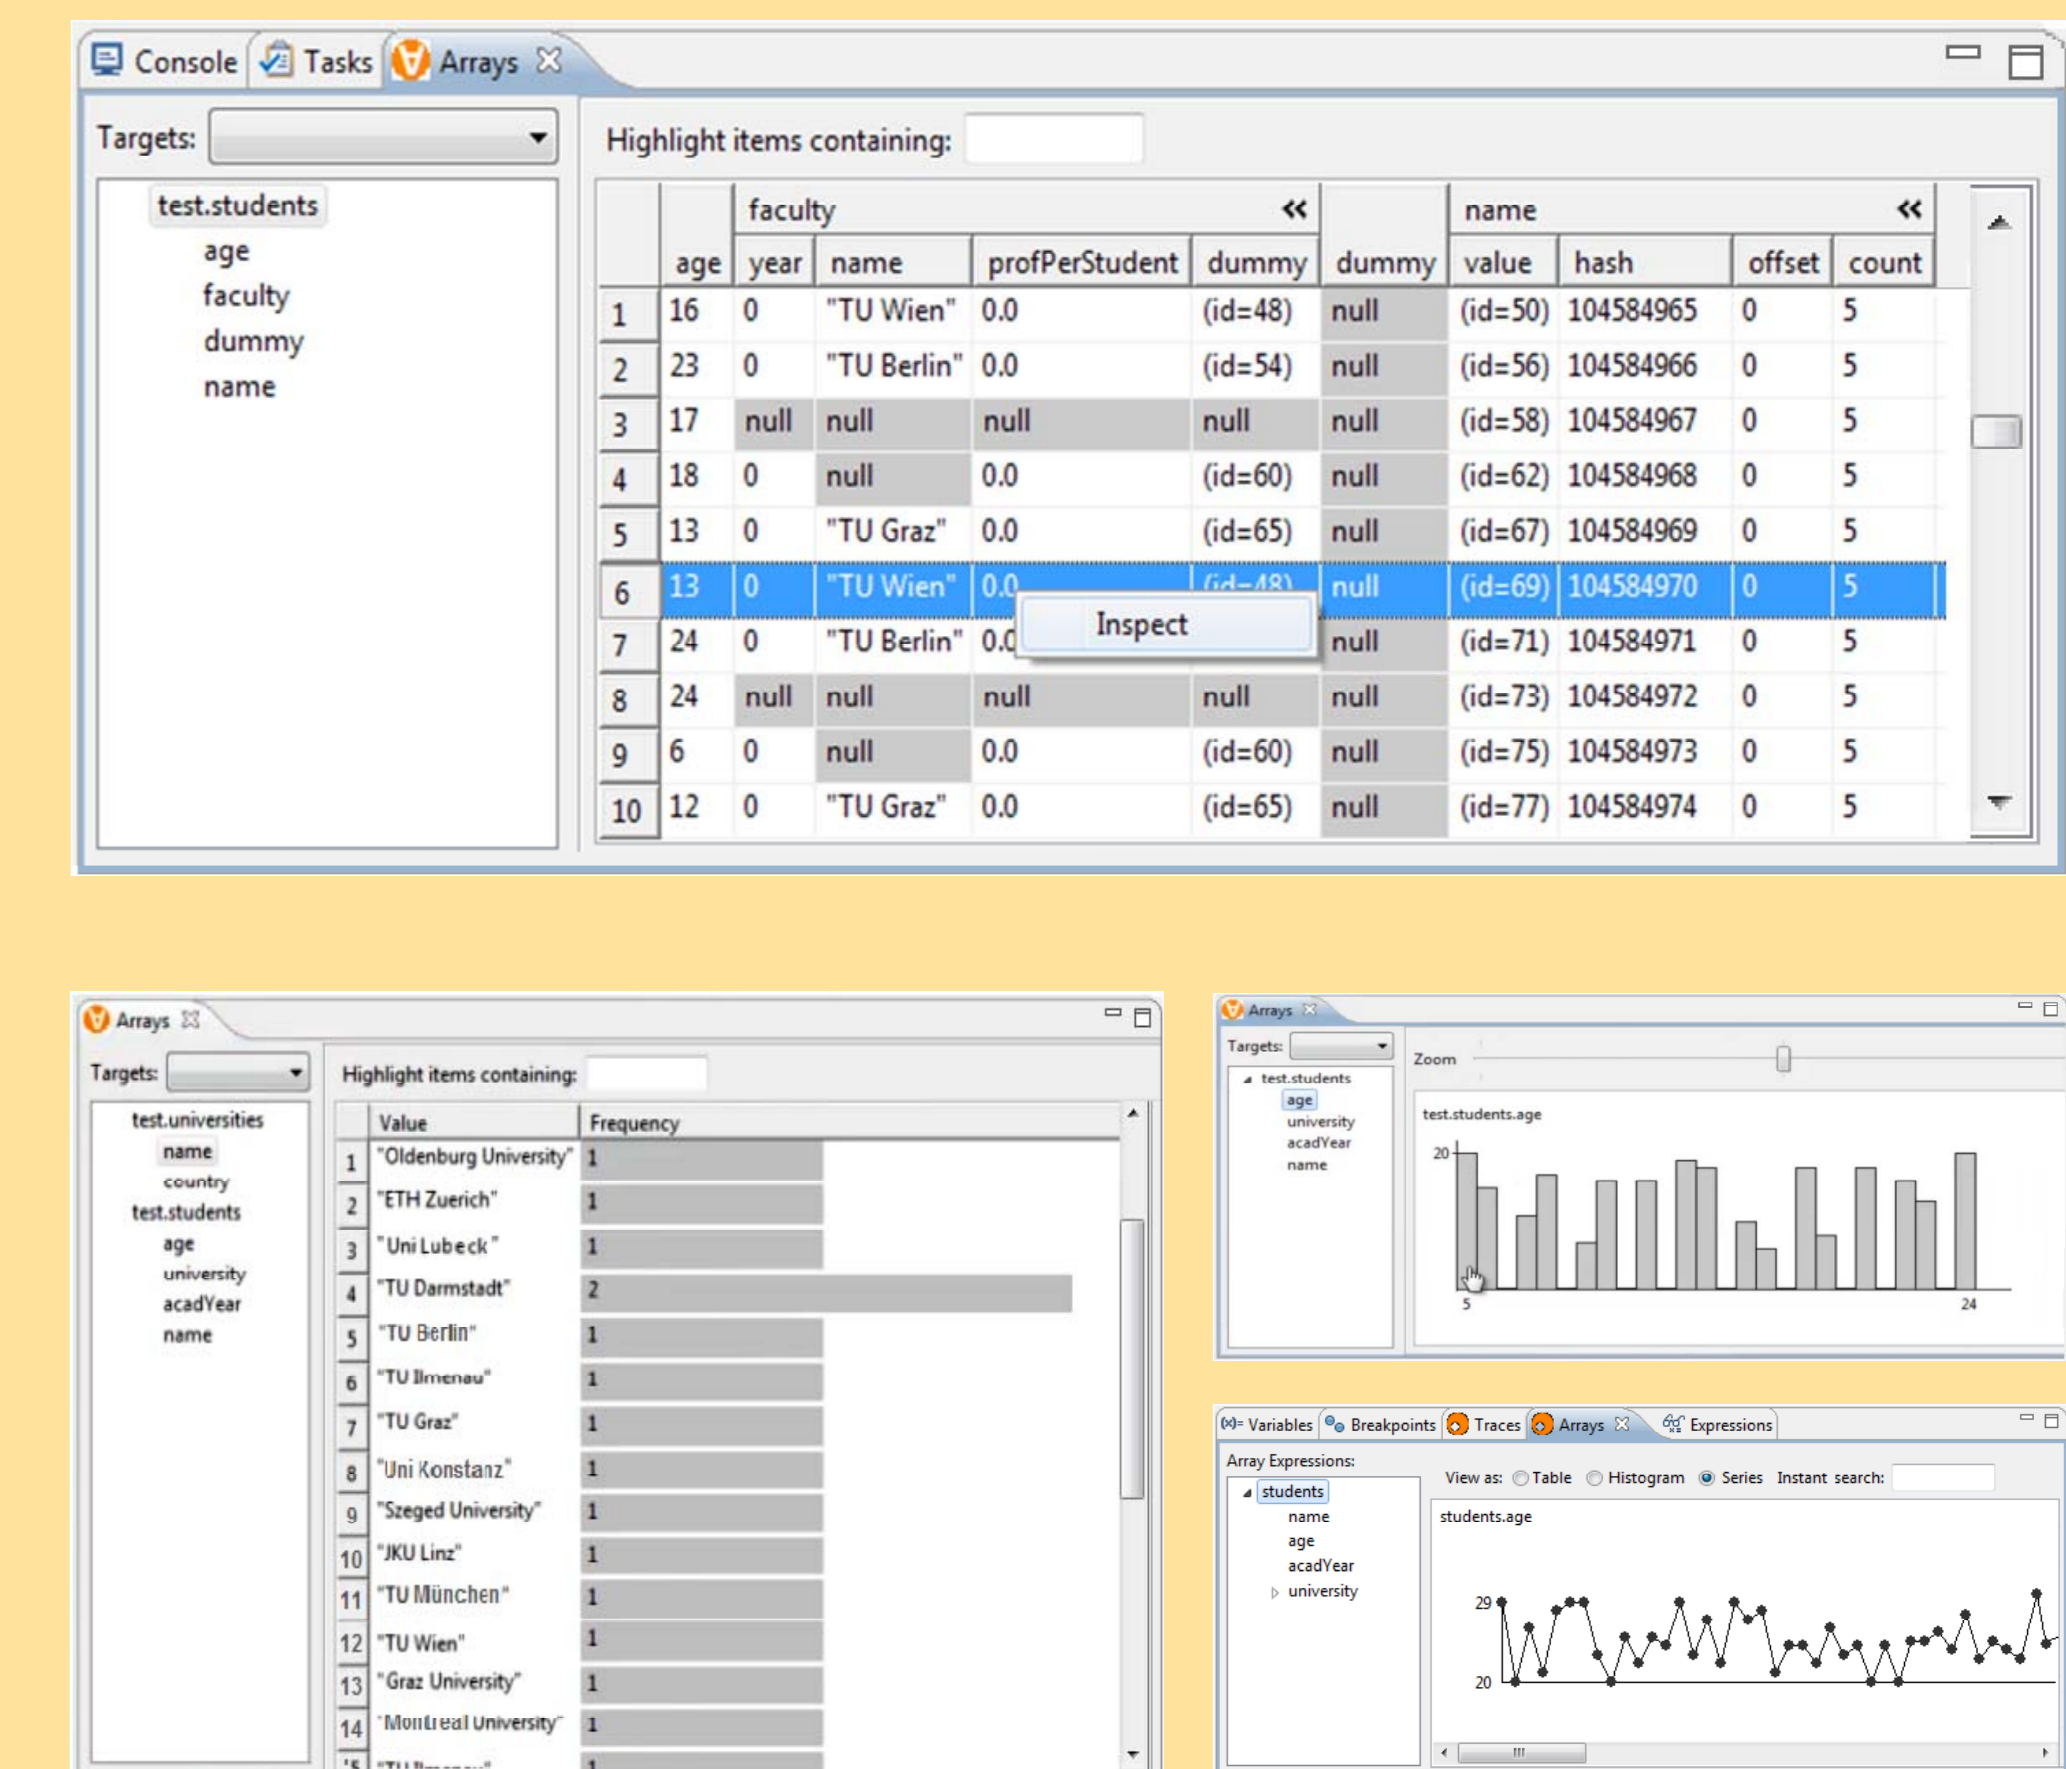 Console Tasks Arrays
Targets:
test.students
age
faculty
dummy
name
Highlight items containing:
faculty « name «
age year name profPerStudent dummy dummy value hash offset count
1 16 0 "TU Wien" 0.0 (id=48) null (id=50) 104584965 0 5
2 23 0 "TU Berlin" 0.0 (id=54) null (id=56) 104584966 0 5
3 17 null null null null null (id=58) 104584967 0 5
4 18 0 null 0.0 (id=60) null (id=62) 104584968 0 5
5 13 0 "TU Graz" 0.0 (id=65) null (id=67) 104584969 0 5
6 13 0 "TU Wien" 0.0 (id=48) null (id=69) 104584970 0 5
Inspect
7 24 0 "TU Berlin" 0.0 null (id=71) 104584971 0 5
8 24 null null null null null (id=73) 104584972 0 5
9 6 0 null 0.0 (id=60) null (id=75) 104584973 0 5
10 12 0 "TU Graz" 0.0 (id=65) null (id=77) 104584974 0 5
Arrays
Targets:
test.universities
name
country
test.students
age
university
acadYear
name
Highlight items containing:
Value Frequency
1 "Oldenburg University" 1
2 "ETH Zuerich" 1
3 "Uni Lubeck" 1
4 "TU Darmstadt" 2
5 "TU Berlin" 1
6 "TU Ilmenau" 1
7 "TU Graz" 1
8 "Uni Konstanz" 1
9 "Szeged University" 1
10 "JKU Linz" 1
11 "TU München" 1
12 "TU Wien" 1
13 "Graz University" 1
14 "Montreal University" 1
Arrays
Targets:
test.students
age
university
acadYear
name
Zoom
test.students.age
20
5 24
(x)= Variables Breakpoints Traces Arrays Expressions
Array Expressions:
students
name
age
acadYear
university
View as: Table Histogram Series Instant search:
students.age
29
20